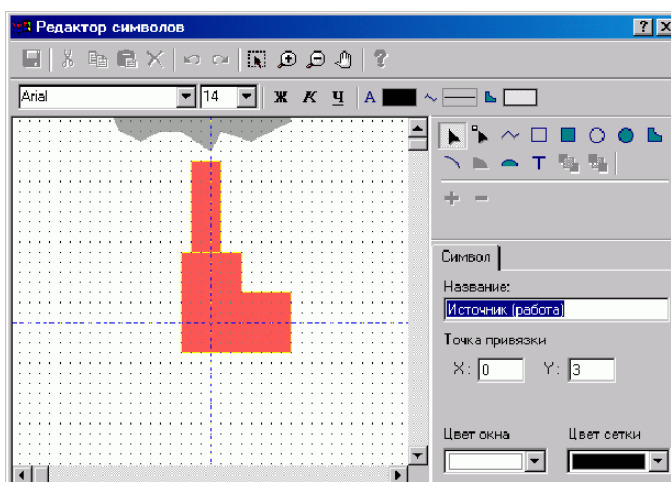 Редактор символов
Arial 14 Ж К Ч А
Символ
Название:
Источник (работа)
Точка привязки
X: 0 Y: 3
Цвет окна Цвет сетки